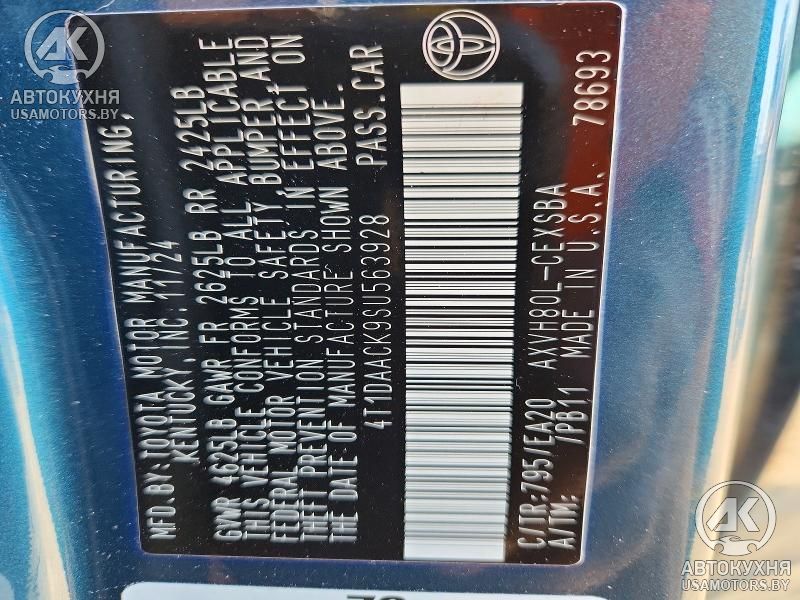 MFD.BY:TOYOTA MOTOR MANUFACTURING,
KENTUCKY, INC. 11/24
GVWR 4625LB GAWR FR 2625LB RR 2425LB
THIS VEHICLE CONFORMS TO ALL APPLICABLE
FEDERAL MOTOR VEHICLE SAFETY BUMPER, AND
THEFT PREVENTION STANDARDS IN EFFECT ON
THE DATE OF MANUFACTURE SHOWN ABOVE.
4T1DAACK9SU563928 PASS.CAR
C/TR:795/EA20 AXVH80L-CEXSBA
A/TM: /PB11 MADE IN U.S.A. 78693
AK
АВТОКУХНЯ
USAMOTORS.BY
AK
АВТОКУХНЯ
USAMOTORS.BY